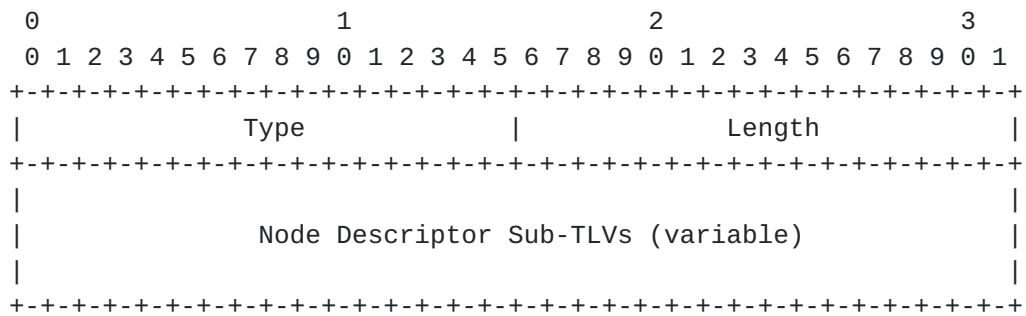 0                   1                   2                   3
 0 1 2 3 4 5 6 7 8 9 0 1 2 3 4 5 6 7 8 9 0 1 2 3 4 5 6 7 8 9 0 1
+-+-+-+-+-+-+-+-+-+-+-+-+-+-+-+-+-+-+-+-+-+-+-+-+-+-+-+-+-+-+-+-+
|              Type             |             Length            |
+-+-+-+-+-+-+-+-+-+-+-+-+-+-+-+-+-+-+-+-+-+-+-+-+-+-+-+-+-+-+-+-+
|                                                               |
|               Node Descriptor Sub-TLVs (variable)             |
|                                                               |
+-+-+-+-+-+-+-+-+-+-+-+-+-+-+-+-+-+-+-+-+-+-+-+-+-+-+-+-+-+-+-+-+